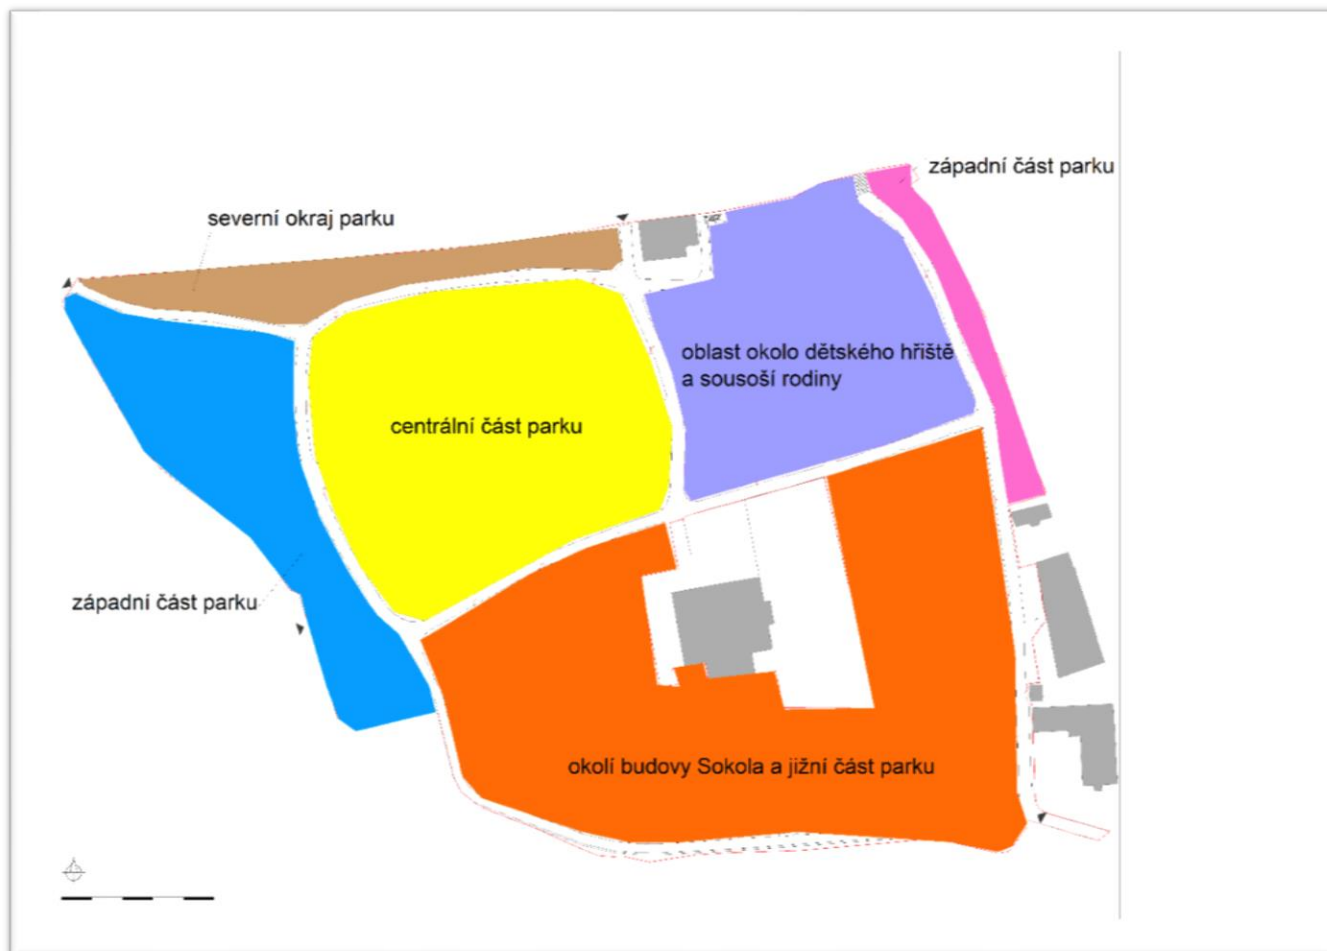 západní část parku
severní okraj parku
oblast okolo dětského hřiště
a sousoší rodiny
centrální část parku
západní část parku
okolí budovy Sokola a jižní část parku